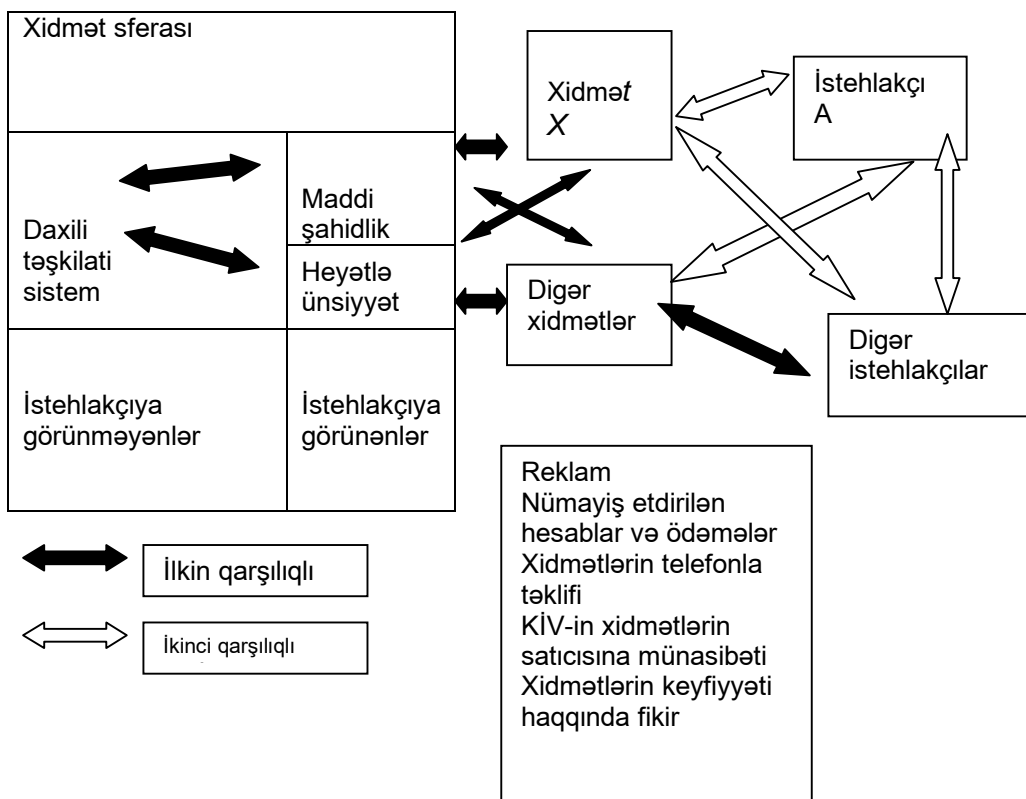 Xidmət sferası
Xidmət
X
İstehlakçı
A
Daxili
təşkilati
sistem
Maddi
şahidlik
Heyətlə
ünsiyyət
Digər
xidmətlər
Digər
istehlakçılar
İstehlakçıya
görünməyənlər
İstehlakçıya
görünənlər
Reklam
Nümayiş etdirilən
hesablar və ödəmələr
Xidmətlərin telefonla
təklifi
KİV-in xidmətlərin
satıcısına münasibəti
Xidmətlərin keyfiyyəti
haqqında fikir
İlkin qarşılıqlı
İkinci qarşılıqlı